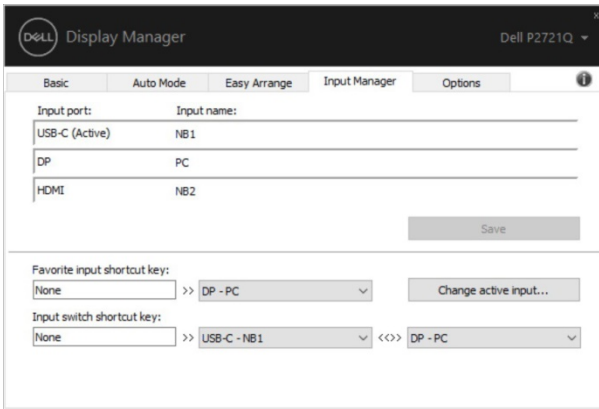 DELL Display Manager Dell P2721Q
Basic Auto Mode Easy Arrange Input Manager Options
Input port: Input name:
USB-C (Active) NB1
DP PC
HDMI NB2
Save
Favorite input shortcut key:
None >> DP - PC Change active input...
Input switch shortcut key:
None >> USB-C - NB1 <<>> DP - PC